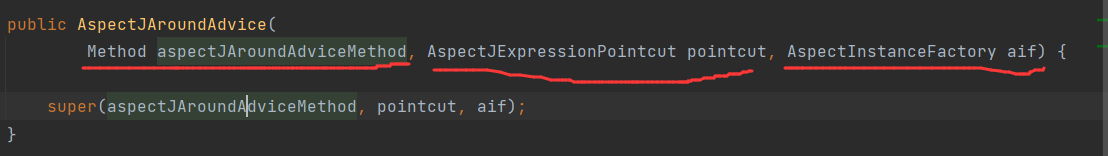 public AspectJAroundAdvice(
Method aspectJAroundAdviceMethod, AspectJExpressionPointcut pointcut, AspectInstanceFactory aif) {
super(aspectJAroundAdviceMethod, pointcut, aif);
}